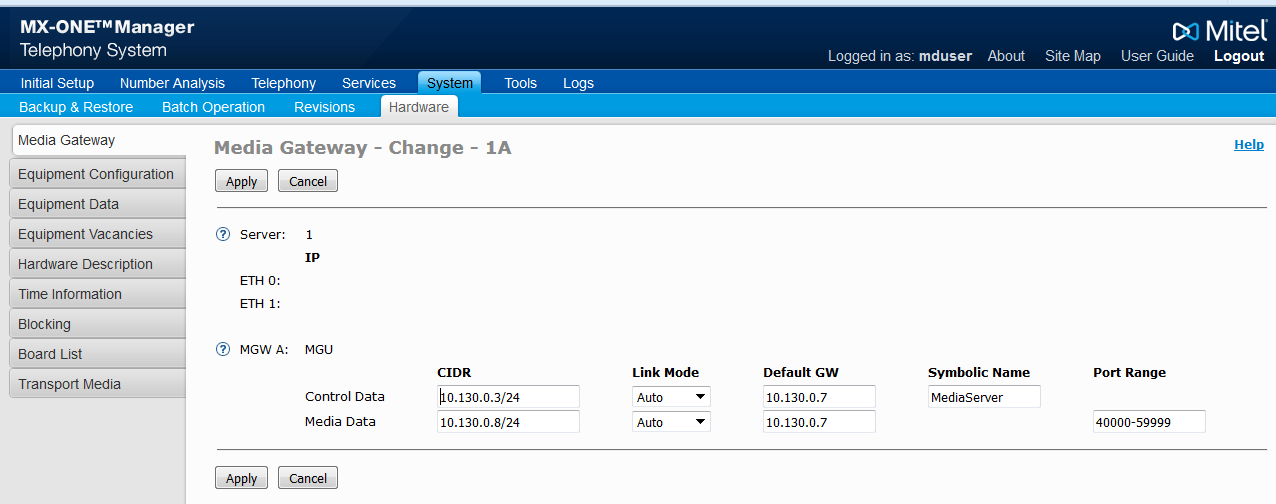 MX-ONE™Manager
Telephony System
Mitel
Logged in as: mduser About Site Map User Guide Logout
Initial Setup Number Analysis Telephony Services System Tools Logs
Backup & Restore Batch Operation Revisions Hardware
Media Gateway
Equipment Configuration
Equipment Data
Equipment Vacancies
Hardware Description
Time Information
Blocking
Board List
Transport Media
Media Gateway - Change - 1A
Help
Apply Cancel
? Server: 1
IP
ETH 0:
ETH 1:
? MGW A: MGU
CIDR Link Mode Default GW Symbolic Name Port Range
Control Data 10.130.0.3/24 Auto 10.130.0.7 MediaServer
Media Data 10.130.0.8/24 Auto 10.130.0.7 40000-59999
Apply Cancel